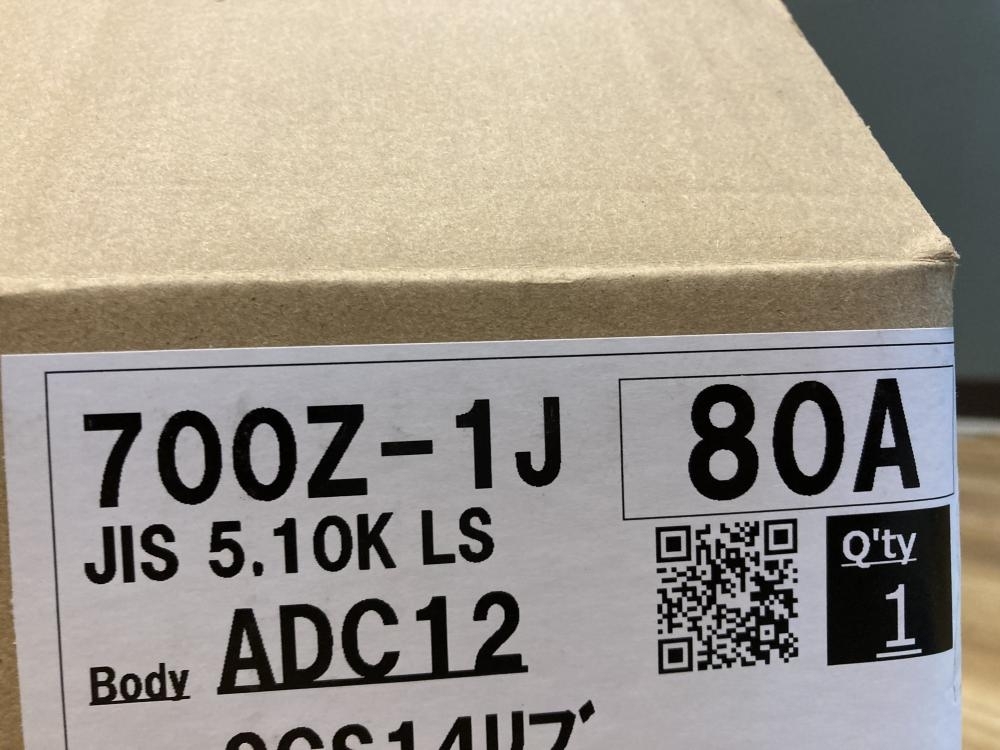 700Z-1J 80A
JIS 5.10K LS
Q'ty
1
Body ADC12